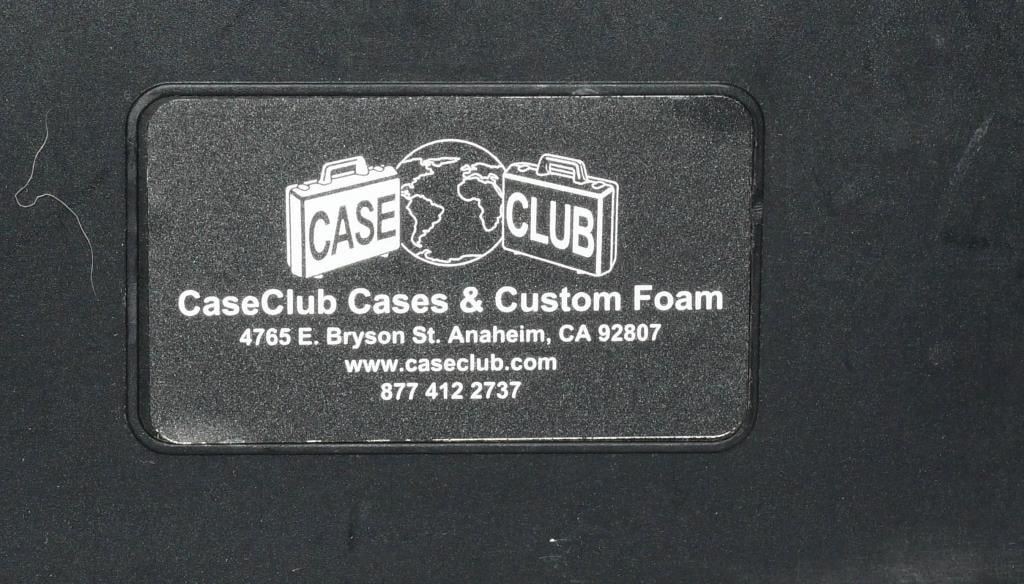 CASE CLUB
CaseClub Cases & Custom Foam
4765 E. Bryson St. Anaheim, CA 92807
www.caseclub.com
877 412 2737